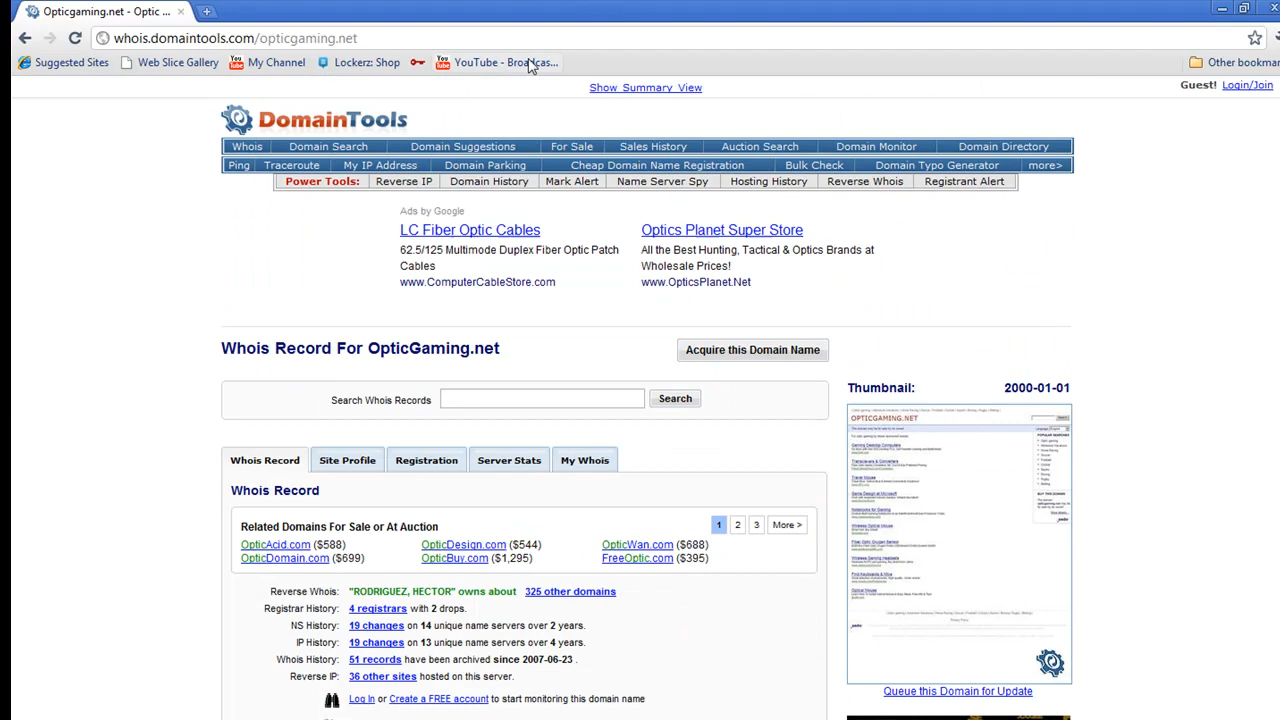 Opticgaming.net - Optic ...
whois.domaintools.com/opticgaming.net
Suggested Sites Web Slice Gallery You Tube My Channel Lockerz: Shop You Tube YouTube - Broadcas...
Other bookmar
Show Summary View
Guest! Login/Join
DomainTools
Whois Domain Search Domain Suggestions For Sale Sales History Auction Search Domain Monitor Domain Directory
Ping Traceroute My IP Address Domain Parking Cheap Domain Name Registration Bulk Check Domain Typo Generator more>
Power Tools: Reverse IP Domain History Mark Alert Name Server Spy Hosting History Reverse Whois Registrant Alert
Ads by Google
LC Fiber Optic Cables
62.5/125 Multimode Duplex Fiber Optic Patch
Cables
www.ComputerCableStore.com
Optics Planet Super Store
All the Best Hunting, Tactical & Optics Brands at
Wholesale Prices!
www.OpticsPlanet.Net
Whois Record For OpticGaming.net
Acquire this Domain Name
Search Whois Records Search
Whois Record Site Profile Registration Server Stats My Whois
Whois Record
Related Domains For Sale or At Auction
1 2 3 More >
OpticAcid.com ($588) OpticDesign.com ($544) OpticWan.com ($688)
OpticDomain.com ($699) OpticBuy.com ($1,295) FreeOptic.com ($395)
Reverse Whois: "RODRIGUEZ, HECTOR" owns about 325 other domains
Registrar History: 4 registrars with 2 drops.
NS History: 19 changes on 14 unique name servers over 2 years.
IP History: 19 changes on 13 unique name servers over 4 years.
Whois History: 51 records have been archived since 2007-06-23 .
Reverse IP: 36 other sites hosted on this server.
Log In or Create a FREE account to start monitoring this domain name
Thumbnail: 2000-01-01
OPTICGAMING.NET
Queue this Domain for Update